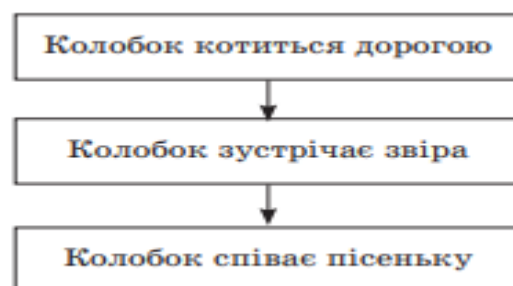 Колобок котиться дорогою
Колобок зустрічає звіра
Колобок співає пісеньку